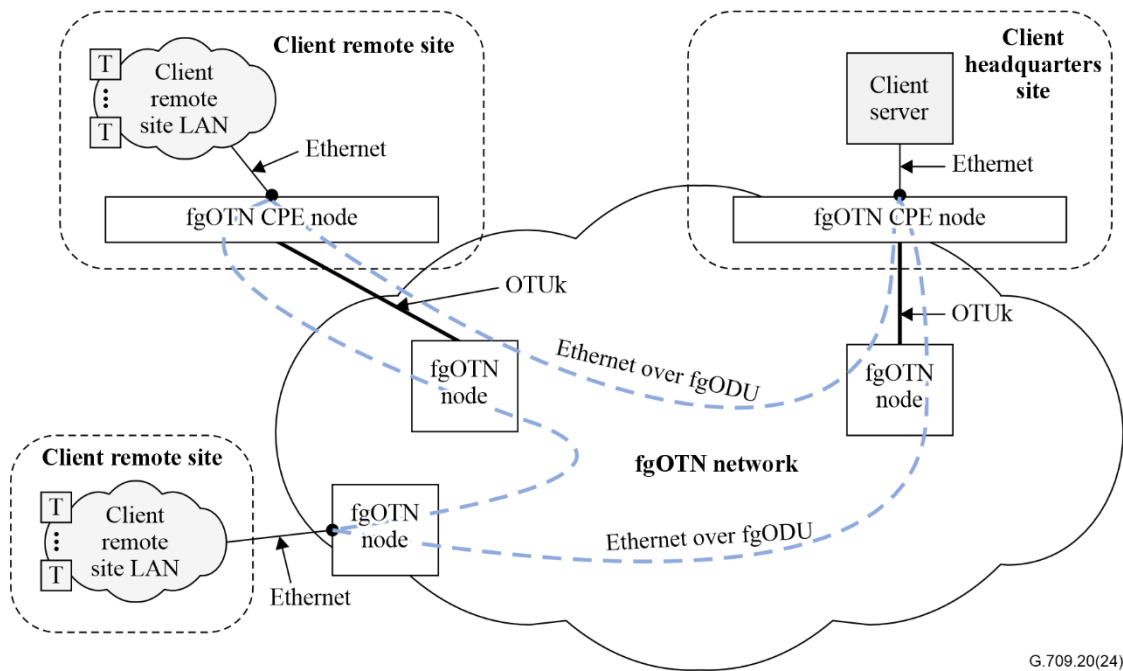 Client remote site
T
⋮
T
Client
remote
site LAN
Ethernet
fgOTN CPE node
OTUk
Client
headquarters
site
Client
server
Ethernet
fgOTN CPE node
OTUk
fgOTN
node
Ethernet over fgODU
fgOTN
node
fgOTN network
Client remote site
T
⋮
T
Client
remote
site LAN
Ethernet
fgOTN
node
Ethernet over fgODU
G.709.20(24)